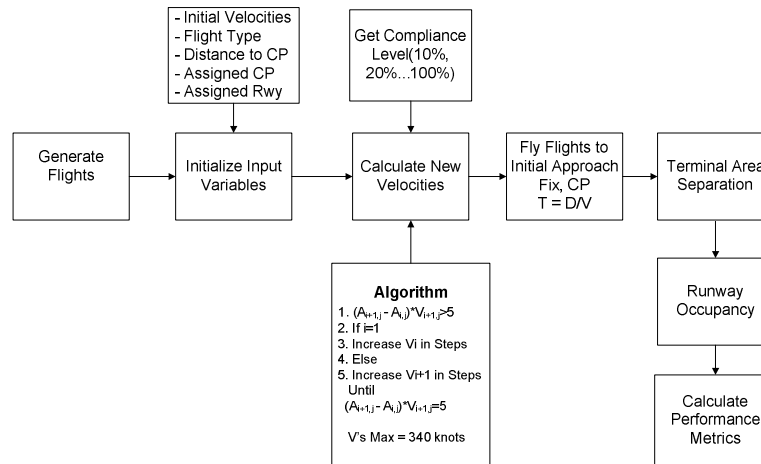 - Initial Velocities
- Flight Type
- Distance to CP
- Assigned CP
- Assigned Rwy
Get Compliance
Level(10%,
20%...100%)
Generate
Flights
Initialize Input
Variables
Calculate New
Velocities
Fly Flights to
Initial Approach
Fix, CP
T = D/V
Terminal Area
Separation
Algorithm
1. (Ai+1,j - Ai,j)*Vi+1,j>5
2. If i=1
3. Increase Vi in Steps
4. Else
5. Increase Vi+1 in Steps
Until
(Ai+1,j - Ai,j)*Vi+1,j=5
V's Max = 340 knots
Runway
Occupancy
Calculate
Performance
Metrics